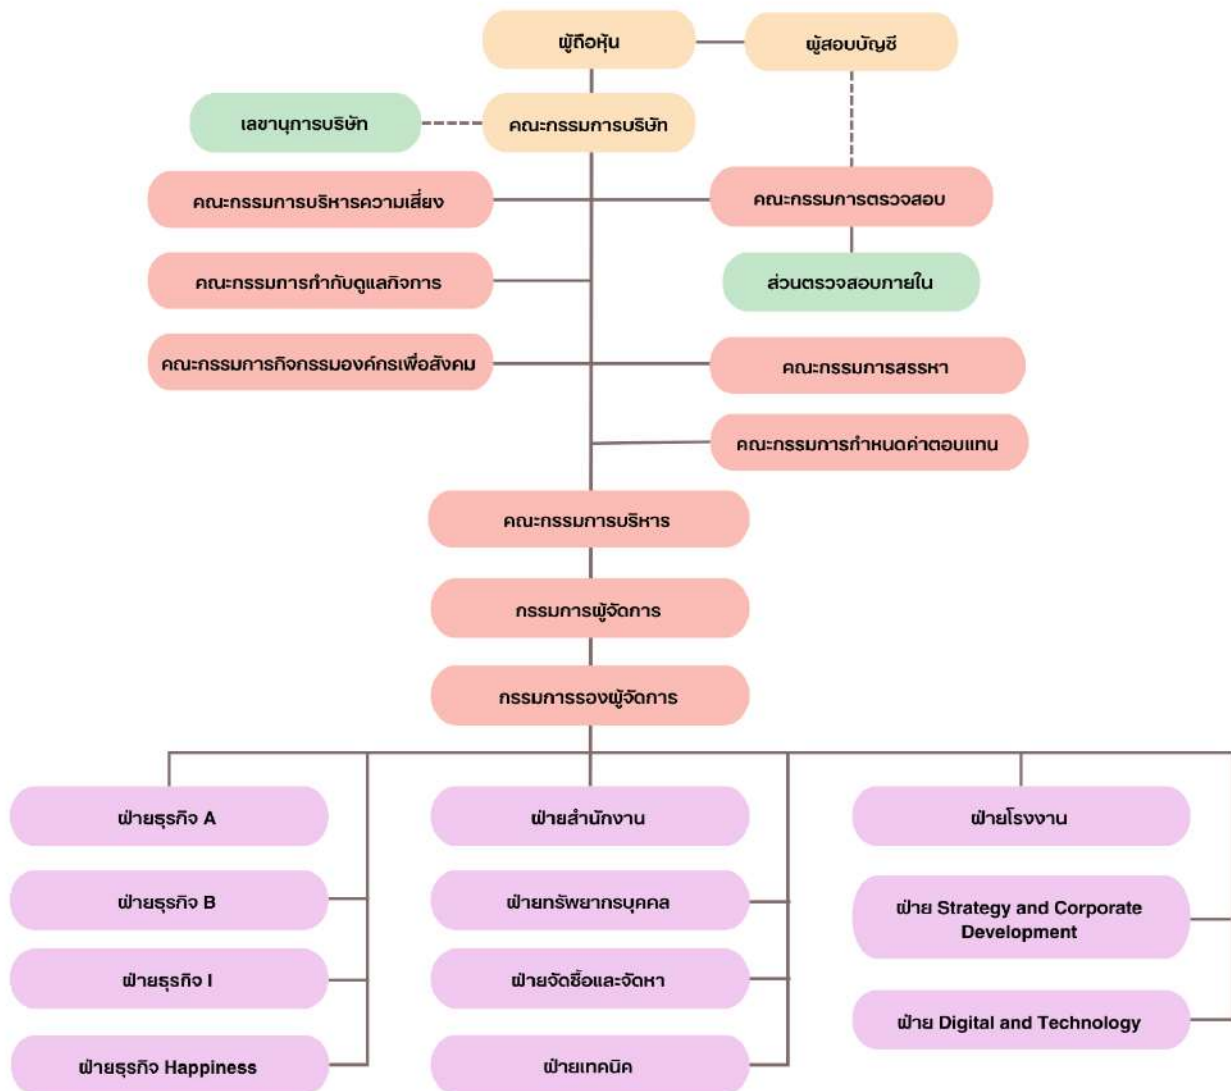 ผู้ถือหุ้น
ผู้สอบบัญชี
เลขานุการบริษัท
คณะกรรมการบริษัท
คณะกรรมการบริหารความเสี่ยง
คณะกรรมการตรวจสอบ
คณะกรรมการกำกับดูแลกิจการ
ส่วนตรวจสอบภายใน
คณะกรรมการกิจกรรมองค์กรเพื่อสังคม
คณะกรรมการสรรหา
คณะกรรมการกำหนดค่าตอบแทน
คณะกรรมการบริหาร
กรรมการผู้จัดการ
กรรมการรองผู้จัดการ
ฝ่ายธุรกิจ A
ฝ่ายสำนักงาน
ฝ่ายโรงงาน
ฝ่ายธุรกิจ B
ฝ่ายทรัพยากรบุคคล
ฝ่าย Strategy and Corporate
Development
ฝ่ายธุรกิจ I
ฝ่ายจัดซื้อและจัดหา
ฝ่าย Digital and Technology
ฝ่ายธุรกิจ Happiness
ฝ่ายเทคนิค